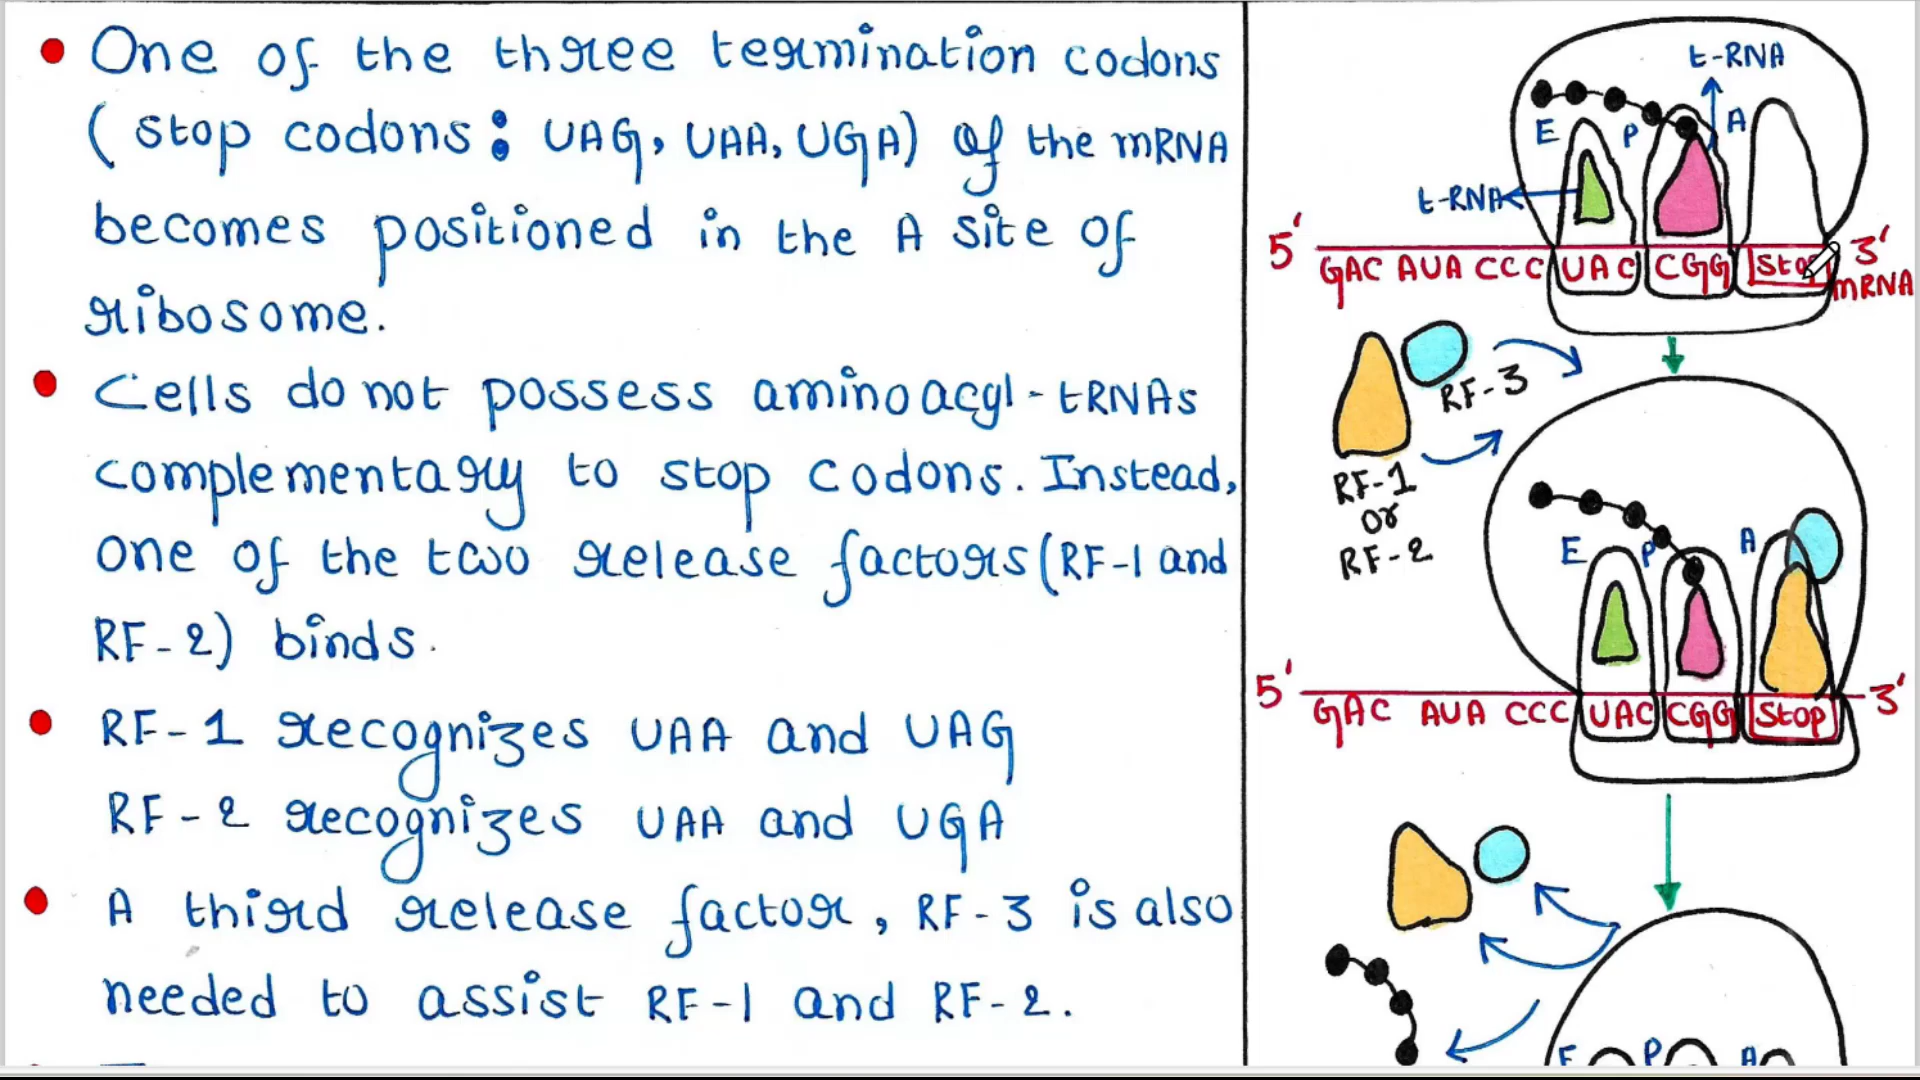 One of the three termination codons
(stop codons: UAG, UAA, UGA) of the mRNA
becomes positioned in the A site of
ribosome.
Cells do not possess aminoacyl-tRNAs
complementary to stop codons. Instead,
one of the two release factors (RF-1 and
RF-2) binds.
RF-1 recognizes UAA and UAG
RF-2 recognizes UAA and UGA
A third release factor, RF-3 is also
needed to assist RF-1 and RF-2.
t-RNA
E P A
t-RNA
5' 3'
GAC AUA CCC UAC CGG Stop
mRNA
RF-3
RF-1
or
RF-2
E P A
5' 3'
GAC AUA CCC UAC CGG Stop
E P A